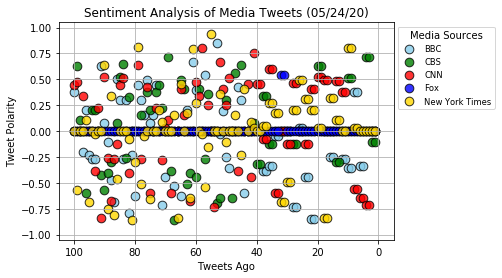 Sentiment Analysis of Media Tweets (05/24/20)
Tweet Polarity
1.00
0.75
0.50
0.25
0.00
−0.25
−0.50
−0.75
−1.00
100
80
60
40
20
0
Tweets Ago
Media Sources
BBC
CBS
CNN
Fox
New York Times